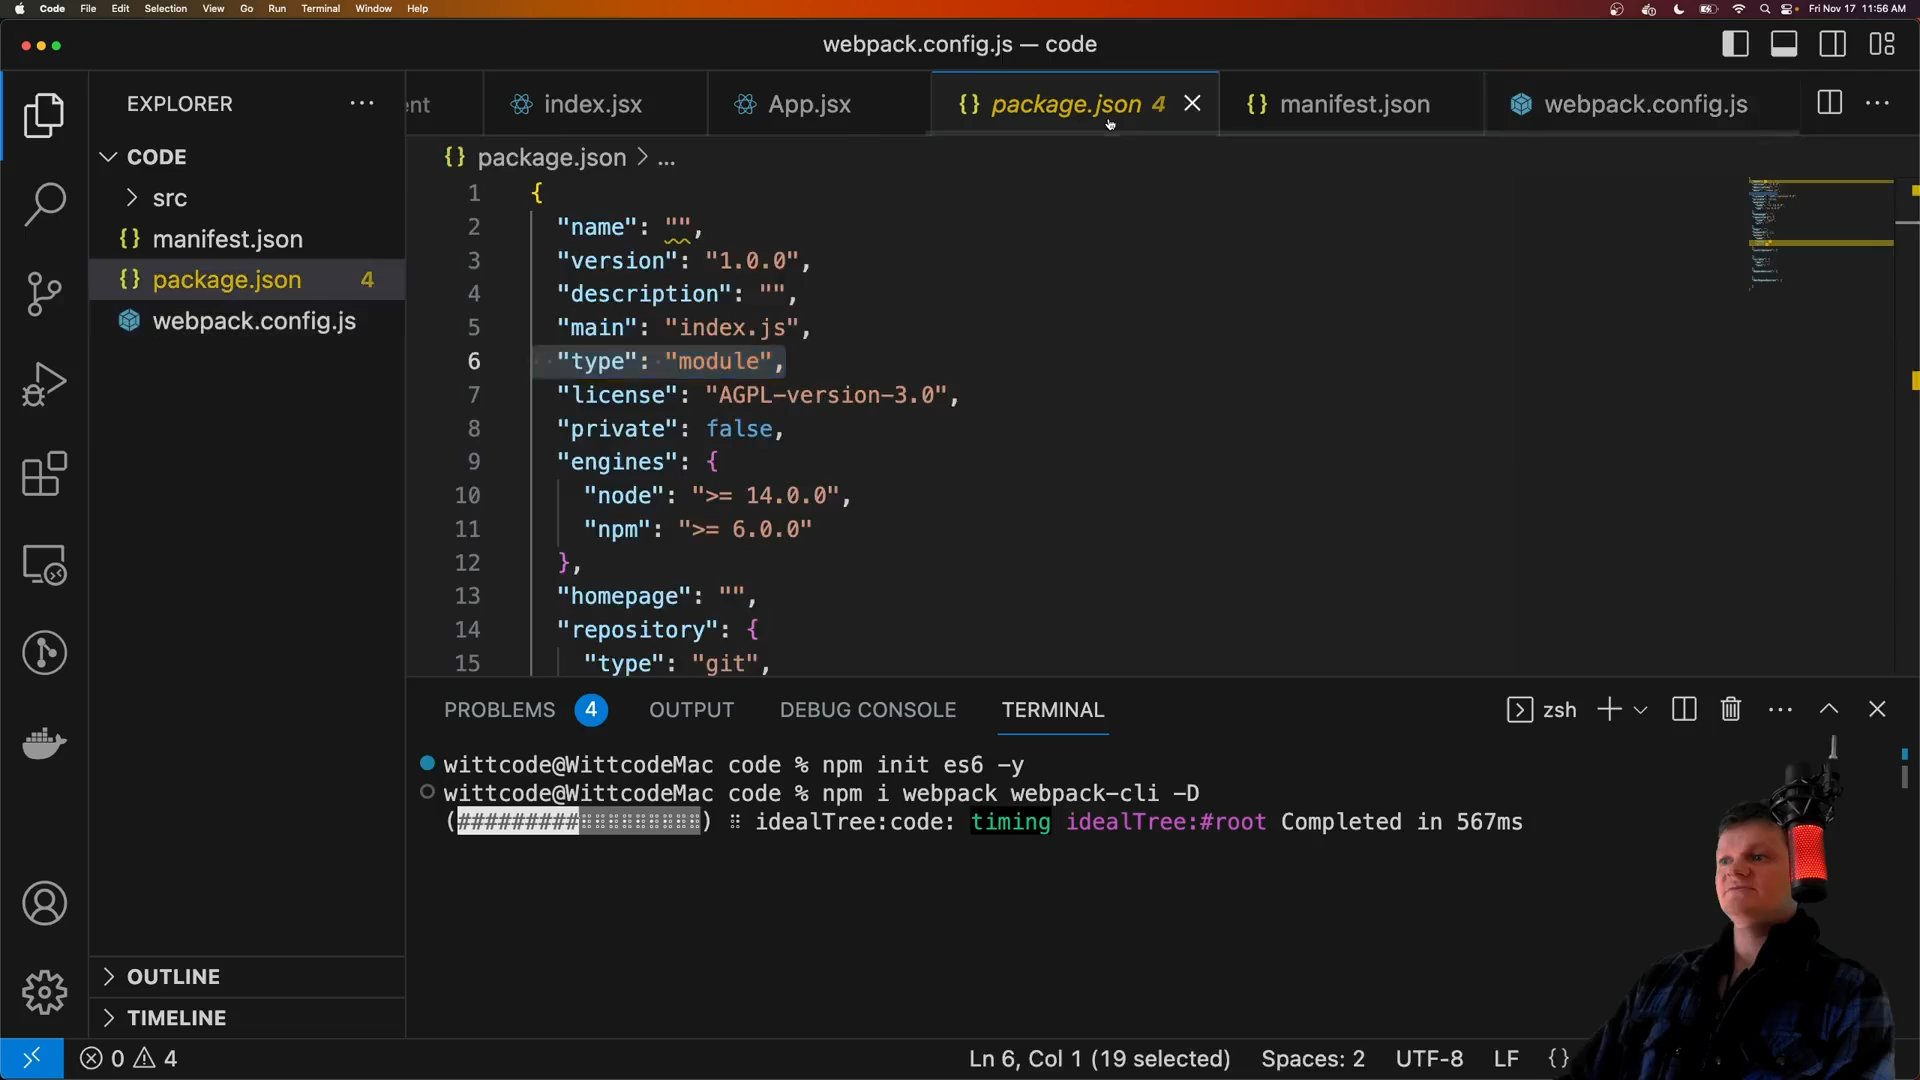 Code File Edit Selection View Go Run Terminal Window Help Fri Nov 17 11:56 AM
webpack.config.js — code
EXPLORER
CODE
src
{} manifest.json
{} package.json 4
webpack.config.js
OUTLINE
TIMELINE
nt index.jsx App.jsx {} package.json 4 {} manifest.json webpack.config.js
{} package.json > ...
1 {
2 "name": "",
3 "version": "1.0.0",
4 "description": "",
5 "main": "index.js",
6 "type": "module",
7 "license": "AGPL-version-3.0",
8 "private": false,
9 "engines": {
10 "node": ">= 14.0.0",
11 "npm": ">= 6.0.0"
12 },
13 "homepage": "",
14 "repository": {
15 "type": "git",
PROBLEMS 4 OUTPUT DEBUG CONSOLE TERMINAL zsh
wittcode@WittcodeMac code % npm init es6 -y
wittcode@WittcodeMac code % npm i webpack webpack-cli -D
(#########⠂⠂⠂⠂⠂⠂⠂⠂⠂) ⠸ idealTree:code: timing idealTree:#root Completed in 567ms
0 4 Ln 6, Col 1 (19 selected) Spaces: 2 UTF-8 LF {}